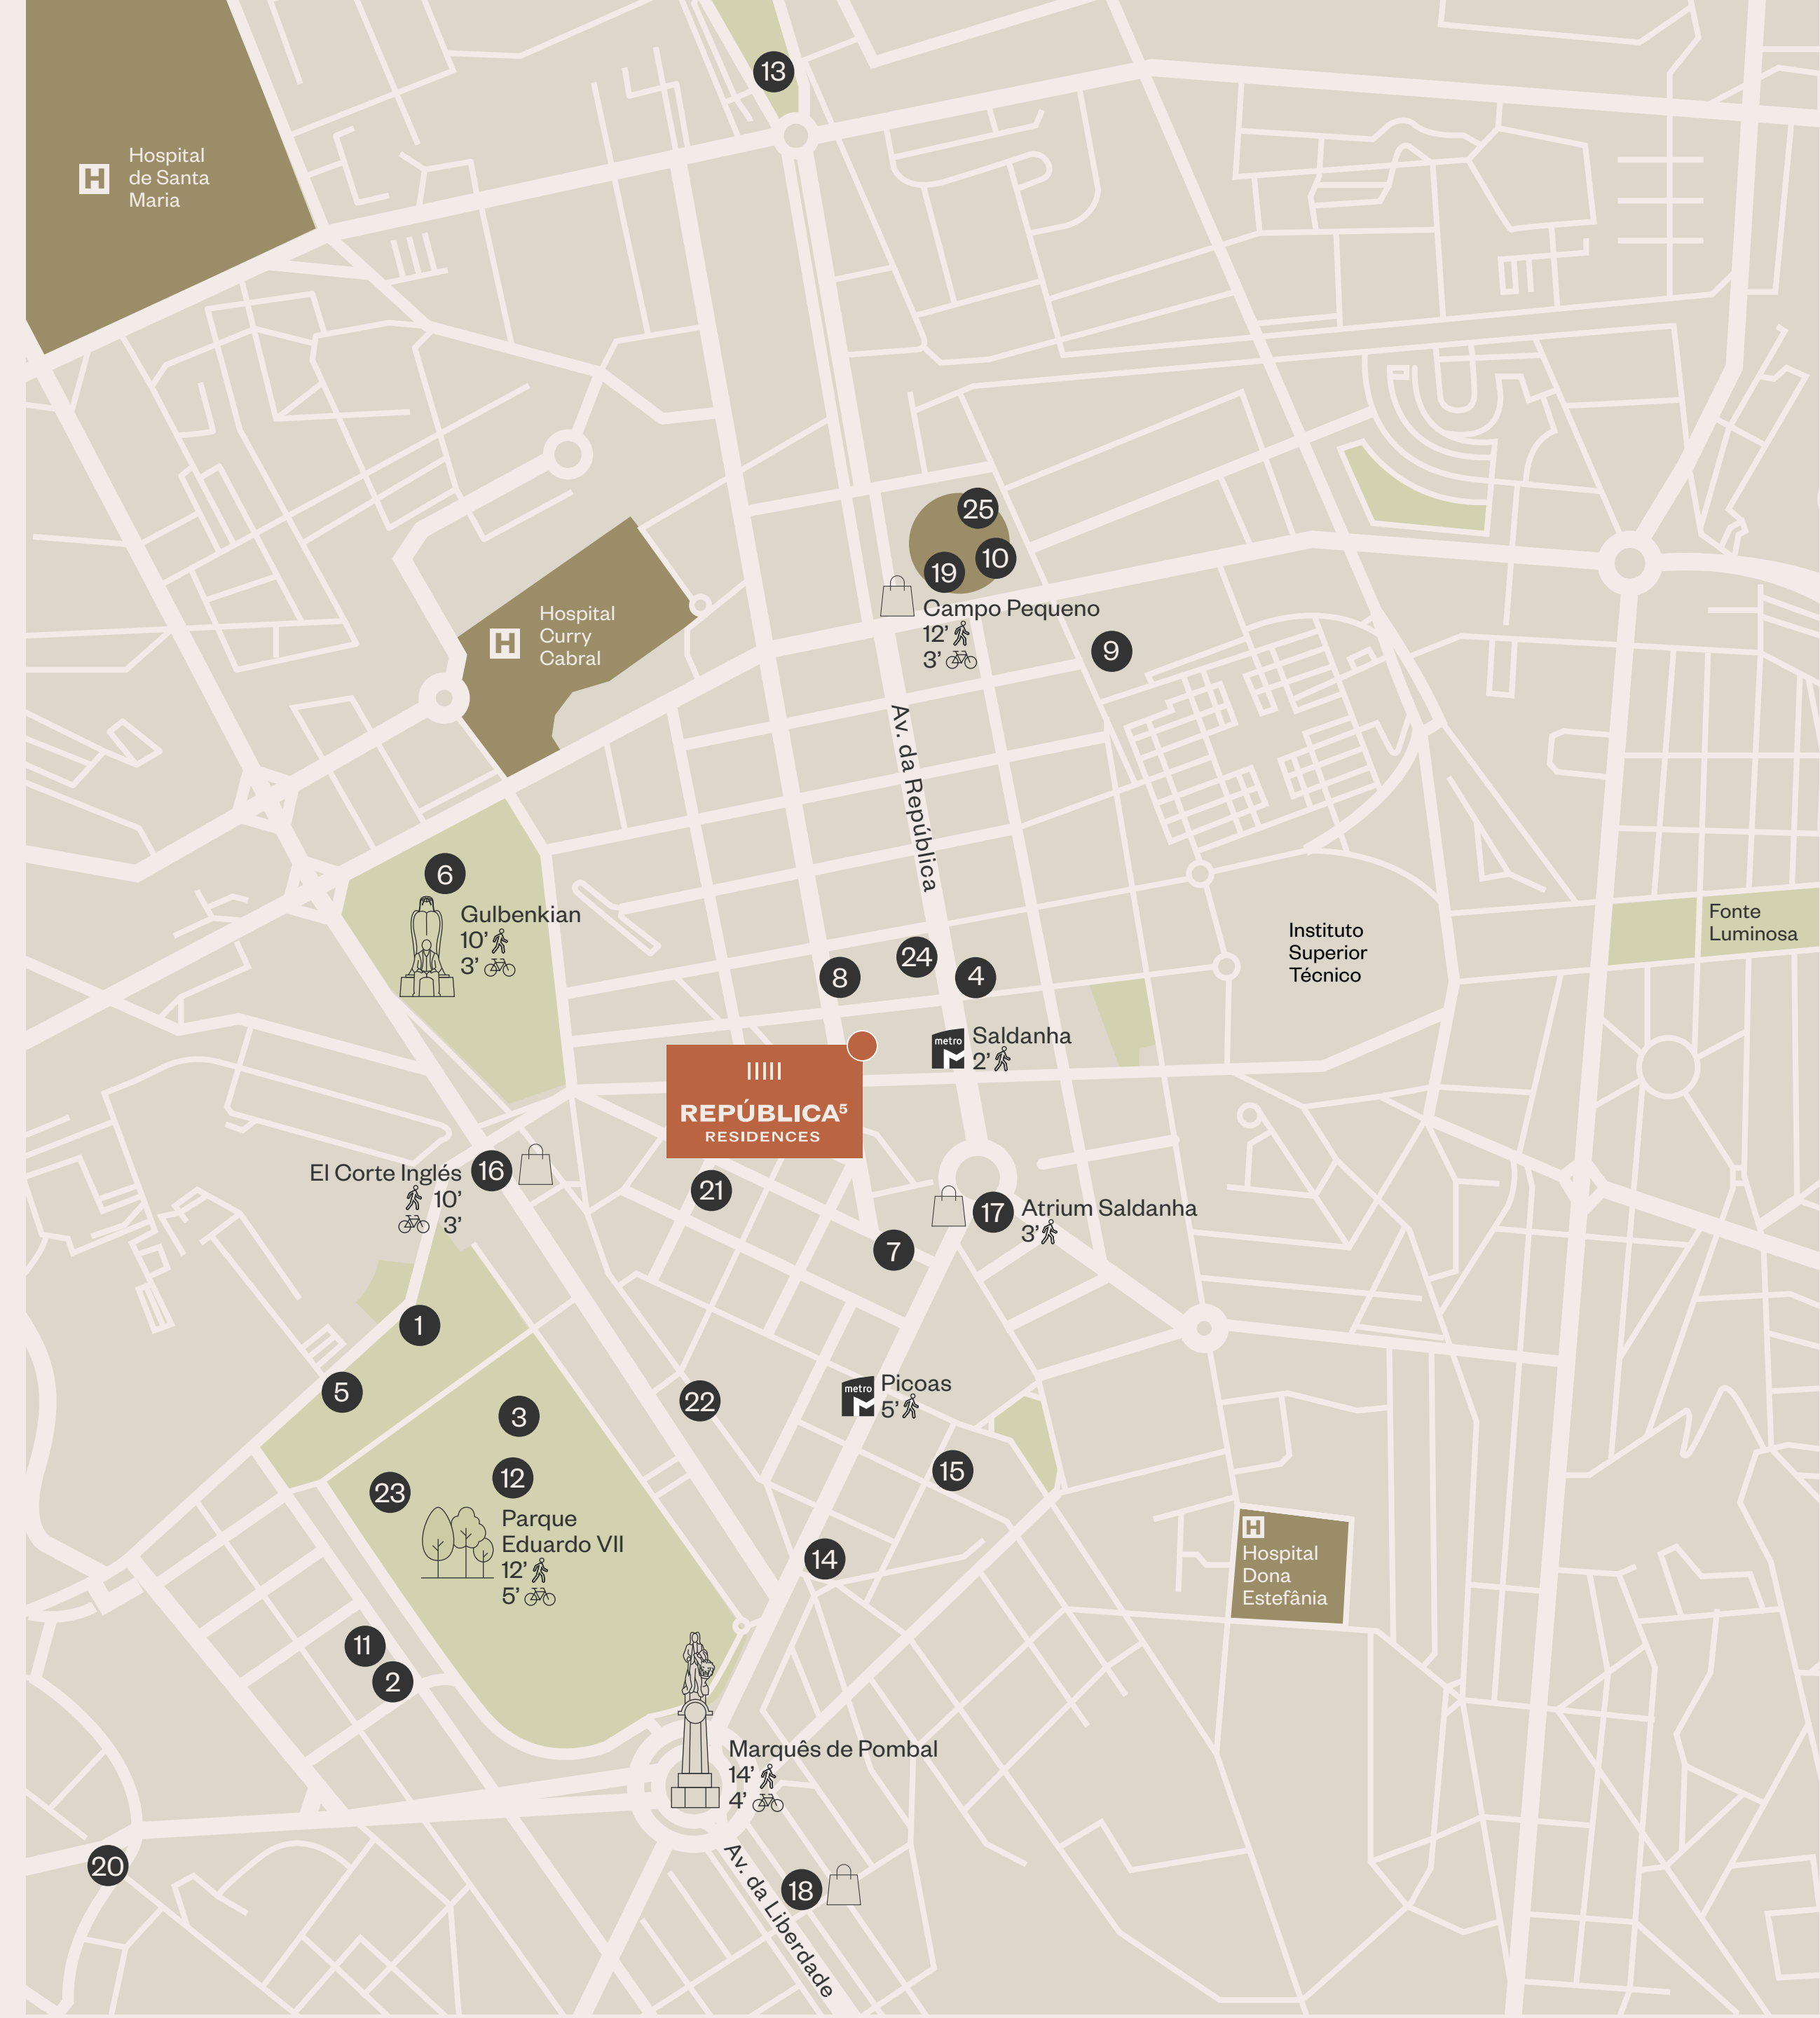 13
H
Hospital
de Santa
Maria
25
10
19
Campo Pequeno
12’
3’
H
Hospital
Curry
Cabral
9
Av. da República
6
Gulbenkian
10’
3’
Fonte
Luminosa
Instituto
Superior
Técnico
24
8
4
metro
M
Saldanha
2’
REPÚBLICA⁵
RESIDENCES
El Corte Inglés
10’
3’
16
21
17
Atrium Saldanha
3’
7
1
5
3
22
metro
M
Picoas
5’
12
23
15
Parque
Eduardo VII
12’
5’
14
H
Hospital
Dona
Estefânia
11
2
Marquês de Pombal
14’
4’
20
18
Av. da Liberdade